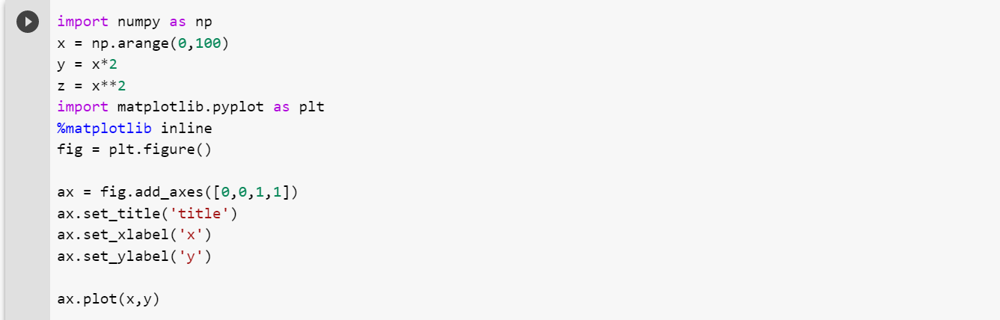 import numpy as np
x = np.arange(0,100)
y = x*2
z = x**2
import matplotlib.pyplot as plt
%matplotlib inline
fig = plt.figure()
ax = fig.add_axes([0,0,1,1])
ax.set_title('title')
ax.set_xlabel('x')
ax.set_ylabel('y')
ax.plot(x,y)